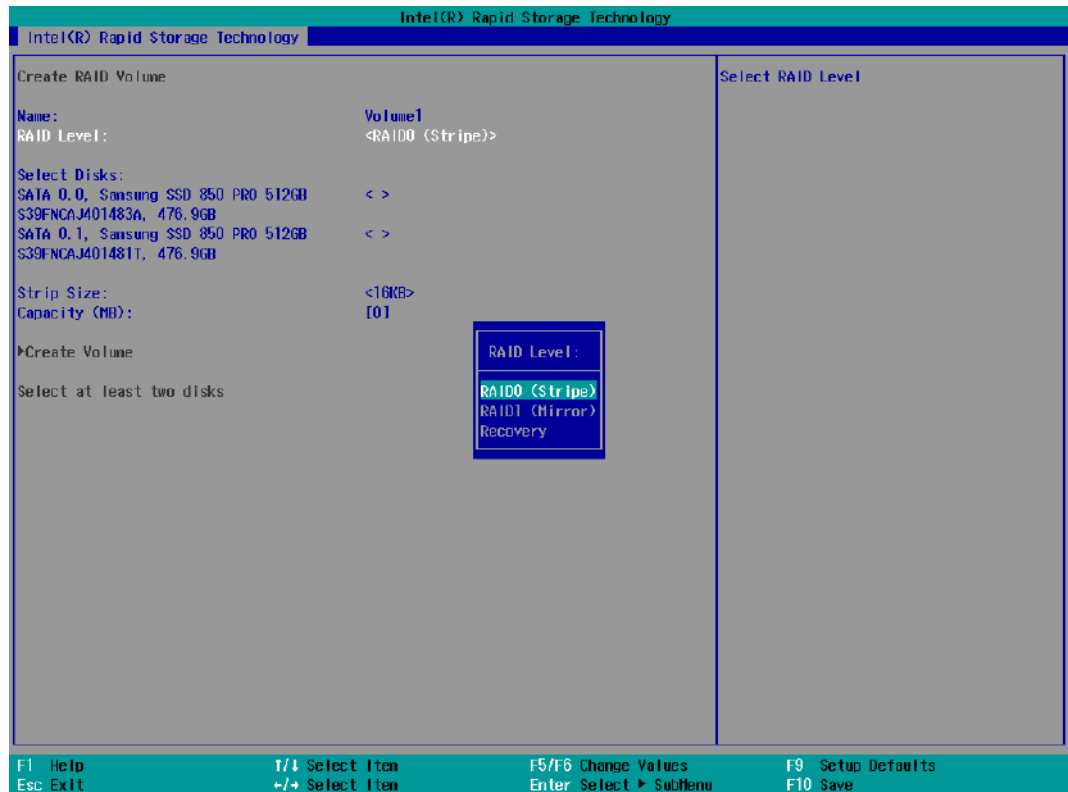 Intel(R) Rapid Storage Technology
Intel(R) Rapid Storage Technology
Create RAID Volume
Select RAID Level
Name: Volume1
RAID Level: <RAID0 (Stripe)>
Select Disks:
SATA 0.0, Samsung SSD 850 PRO 512GB < >
S39FNCAJ401483A, 476.9GB
SATA 0.1, Samsung SSD 850 PRO 512GB < >
S39FNCAJ401481T, 476.9GB
Strip Size: <16KB>
Capacity (MB): [0]
▶Create Volume
Select at least two disks
RAID Level:
RAID0 (Stripe)
RAID1 (Mirror)
Recovery
F1 Help ↑/↓ Select Item F5/F6 Change Values F9 Setup Defaults
Esc Exit ←/→ Select Item Enter Select ▶ SubMenu F10 Save